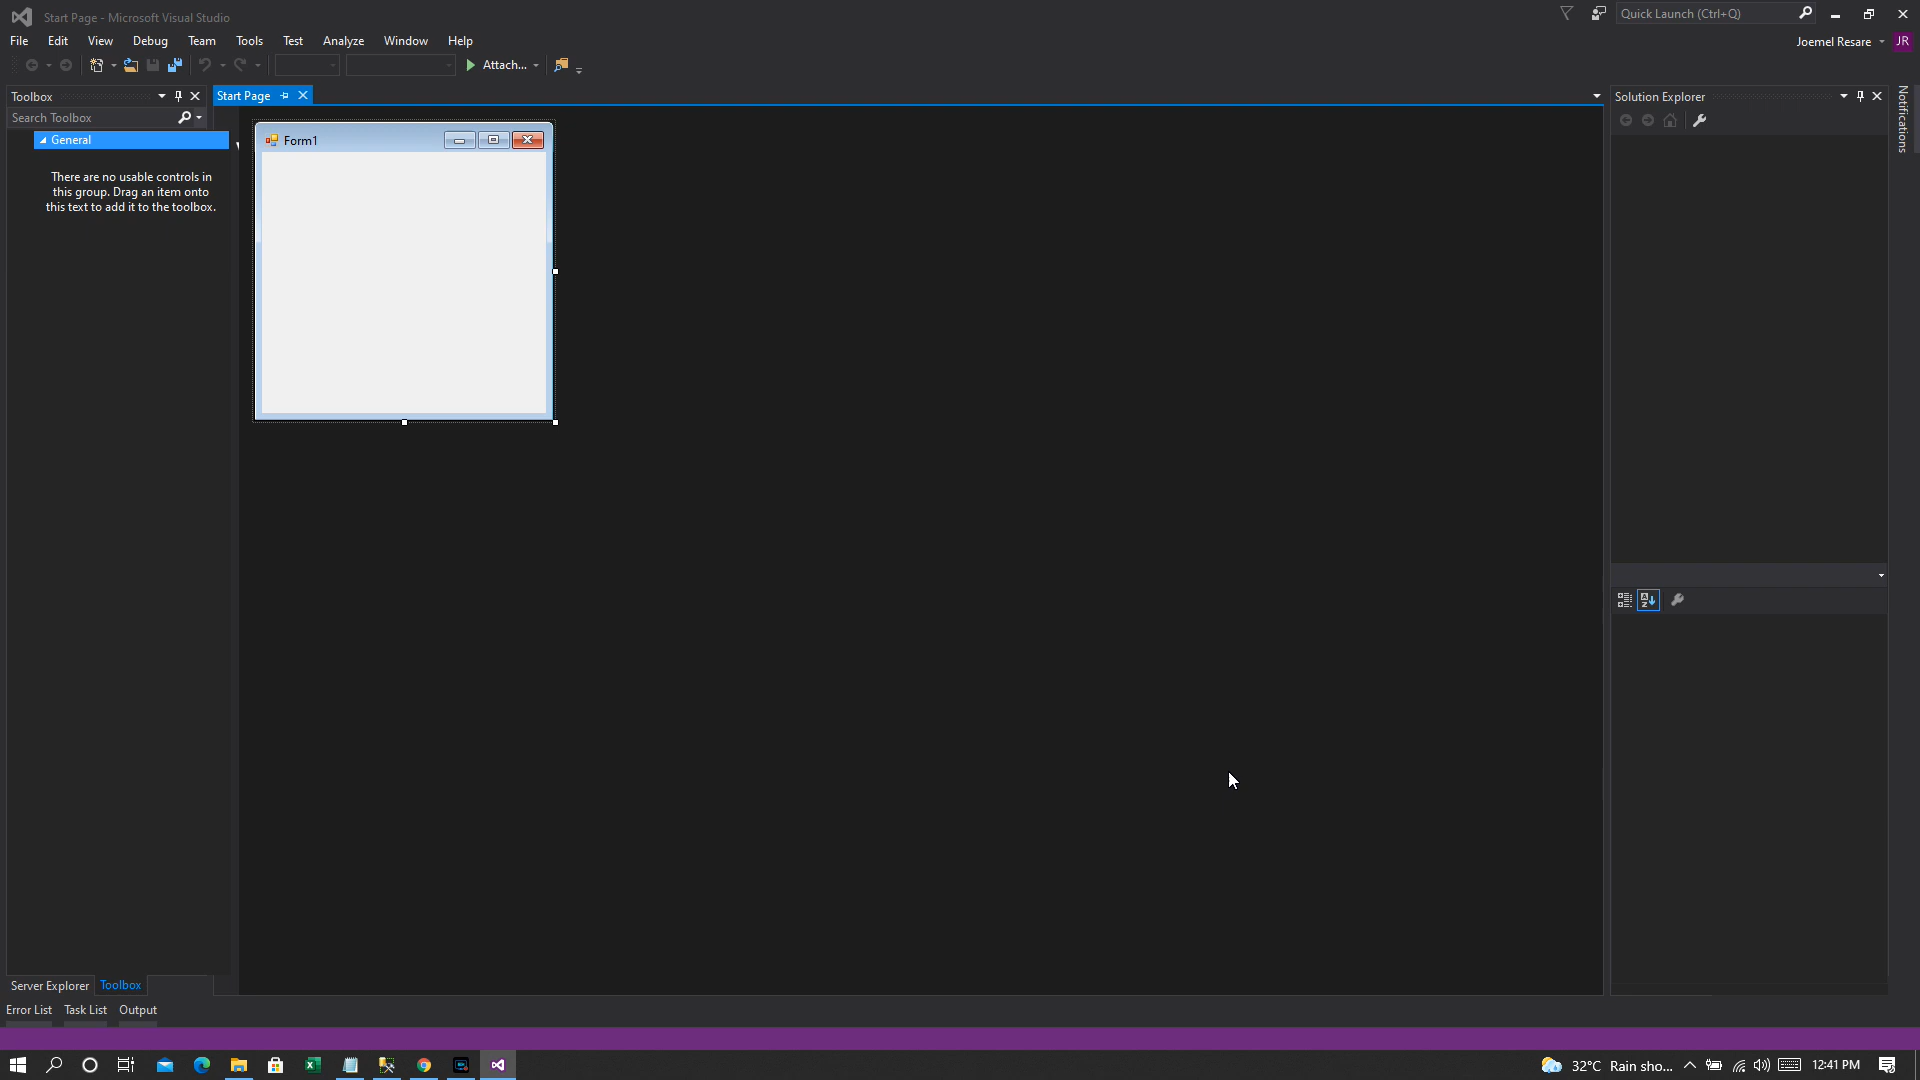 Start Page - Microsoft Visual Studio
Quick Launch (Ctrl+Q)
File Edit View Debug Team Tools Test Analyze Window Help
Joemel Resare JR
Attach...
Toolbox
Start Page
Solution Explorer
Notifications
Search Toolbox
General
Form1
There are no usable controls in
this group. Drag an item onto
this text to add it to the toolbox.
Server Explorer Toolbox
Error List Task List Output
32°C Rain sho... 12:41 PM